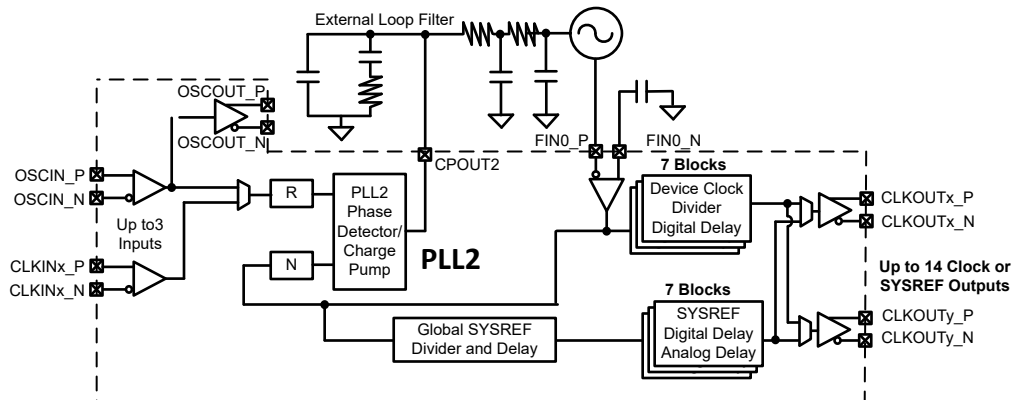 External Loop Filter
OSCOUT_P
OSCOUT_N
FIN0_P
FIN0_N
CPOUT2
OSCIN_P
OSCIN_N
Up to3
Inputs
CLKINx_P
CLKINx_N
R
N
PLL2
Phase
Detector/
Charge
Pump
PLL2
7 Blocks
Device Clock
Divider
Digital Delay
CLKOUTx_P
CLKOUTx_N
Up to 14 Clock or
SYSREF Outputs
Global SYSREF
Divider and Delay
7 Blocks
SYSREF
Digital Delay
Analog Delay
CLKOUTy_P
CLKOUTy_N